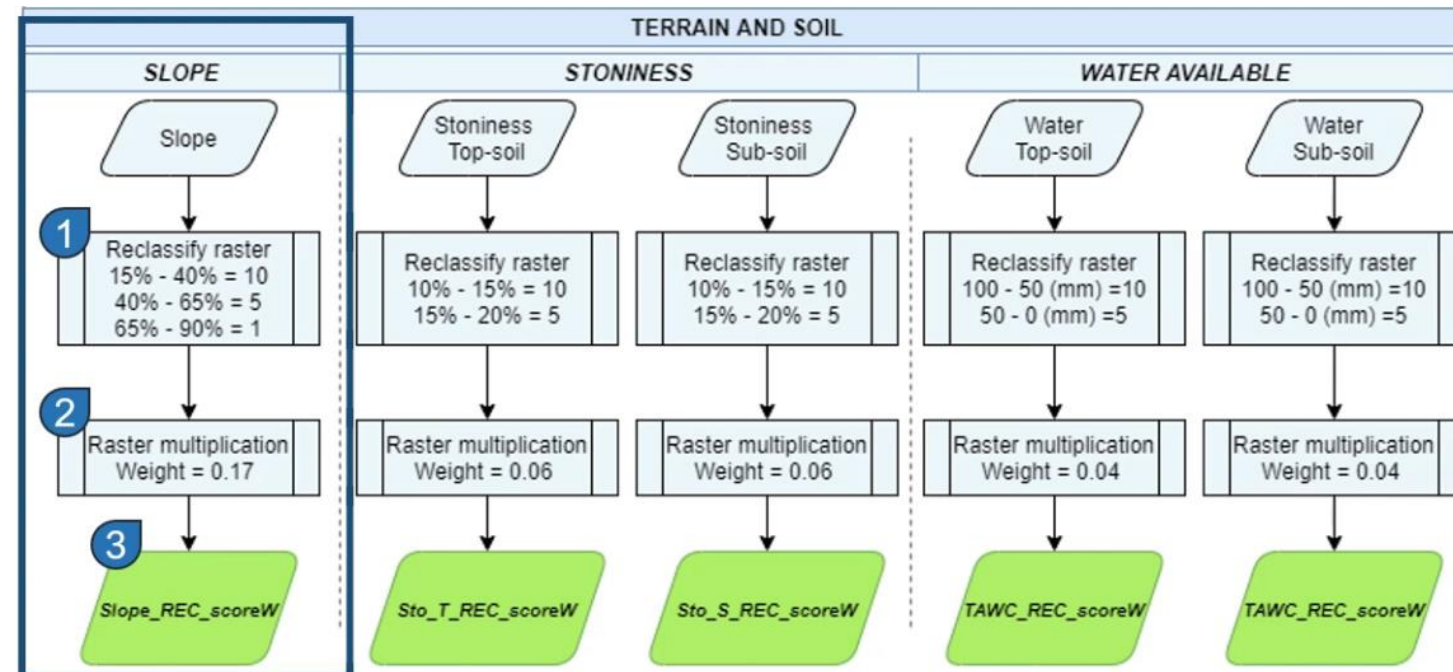 TERRAIN AND SOIL
SLOPE
STONINESS
WATER AVAILABLE
Slope
Stoniness
Top-soil
Stoniness
Sub-soil
Water
Top-soil
Water
Sub-soil
1
Reclassify raster
15% - 40% = 10
40% - 65% = 5
65% - 90% = 1
Reclassify raster
10% - 15% = 10
15% - 20% = 5
Reclassify raster
10% - 15% = 10
15% - 20% = 5
Reclassify raster
100 - 50 (mm) =10
50 - 0 (mm) =5
Reclassify raster
100 - 50 (mm) =10
50 - 0 (mm) =5
2
Raster multiplication
Weight = 0.17
Raster multiplication
Weight = 0.06
Raster multiplication
Weight = 0.06
Raster multiplication
Weight = 0.04
Raster multiplication
Weight = 0.04
3
Slope_REC_scoreW
Sto_T_REC_scoreW
Sto_S_REC_scoreW
TAWC_REC_scoreW
TAWC_REC_scoreW